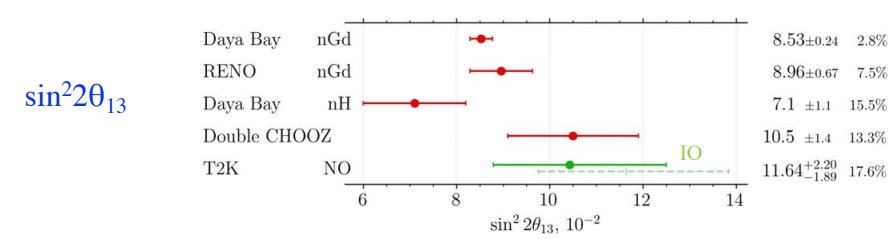 sin²2θ₁₃
Daya Bay nGd 8.53±0.24 2.8%
RENO nGd 8.96±0.67 7.5%
Daya Bay nH 7.1 ±1.1 15.5%
Double CHOOZ 10.5 ±1.4 13.3%
IO
T2K NO 11.64+2.20−1.89 17.6%
6 8 10 12 14
sin² 2θ₁₃, 10⁻²